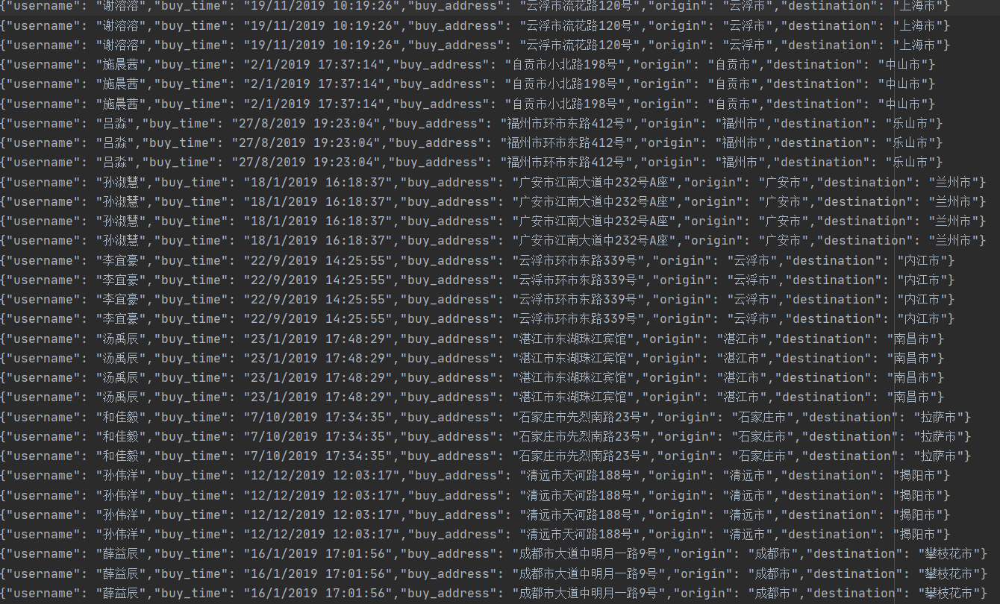 {"username": "谢溶溶","buy_time": "19/11/2019 10:19:26","buy_address": "云浮市流花路120号","origin": "云浮市","destination": "上海市"}
{"username": "谢溶溶","buy_time": "19/11/2019 10:19:26","buy_address": "云浮市流花路120号","origin": "云浮市","destination": "上海市"}
{"username": "谢溶溶","buy_time": "19/11/2019 10:19:26","buy_address": "云浮市流花路120号","origin": "云浮市","destination": "上海市"}
{"username": "施晨茜","buy_time": "2/1/2019 17:37:14","buy_address": "自贡市小北路198号","origin": "自贡市","destination": "中山市"}
{"username": "施晨茜","buy_time": "2/1/2019 17:37:14","buy_address": "自贡市小北路198号","origin": "自贡市","destination": "中山市"}
{"username": "施晨茜","buy_time": "2/1/2019 17:37:14","buy_address": "自贡市小北路198号","origin": "自贡市","destination": "中山市"}
{"username": "吕淼","buy_time": "27/8/2019 19:23:04","buy_address": "福州市环市东路412号","origin": "福州市","destination": "乐山市"}
{"username": "吕淼","buy_time": "27/8/2019 19:23:04","buy_address": "福州市环市东路412号","origin": "福州市","destination": "乐山市"}
{"username": "吕淼","buy_time": "27/8/2019 19:23:04","buy_address": "福州市环市东路412号","origin": "福州市","destination": "乐山市"}
{"username": "孙淑慧","buy_time": "18/1/2019 16:18:37","buy_address": "广安市江南大道中232号A座","origin": "广安市","destination": "兰州市"}
{"username": "孙淑慧","buy_time": "18/1/2019 16:18:37","buy_address": "广安市江南大道中232号A座","origin": "广安市","destination": "兰州市"}
{"username": "孙淑慧","buy_time": "18/1/2019 16:18:37","buy_address": "广安市江南大道中232号A座","origin": "广安市","destination": "兰州市"}
{"username": "孙淑慧","buy_time": "18/1/2019 16:18:37","buy_address": "广安市江南大道中232号A座","origin": "广安市","destination": "兰州市"}
{"username": "李宜豪","buy_time": "22/9/2019 14:25:55","buy_address": "云浮市环市东路339号","origin": "云浮市","destination": "内江市"}
{"username": "李宜豪","buy_time": "22/9/2019 14:25:55","buy_address": "云浮市环市东路339号","origin": "云浮市","destination": "内江市"}
{"username": "李宜豪","buy_time": "22/9/2019 14:25:55","buy_address": "云浮市环市东路339号","origin": "云浮市","destination": "内江市"}
{"username": "李宜豪","buy_time": "22/9/2019 14:25:55","buy_address": "云浮市环市东路339号","origin": "云浮市","destination": "内江市"}
{"username": "汤禹辰","buy_time": "23/1/2019 17:48:29","buy_address": "湛江市东湖珠江宾馆","origin": "湛江市","destination": "南昌市"}
{"username": "汤禹辰","buy_time": "23/1/2019 17:48:29","buy_address": "湛江市东湖珠江宾馆","origin": "湛江市","destination": "南昌市"}
{"username": "汤禹辰","buy_time": "23/1/2019 17:48:29","buy_address": "湛江市东湖珠江宾馆","origin": "湛江市","destination": "南昌市"}
{"username": "汤禹辰","buy_time": "23/1/2019 17:48:29","buy_address": "湛江市东湖珠江宾馆","origin": "湛江市","destination": "南昌市"}
{"username": "和佳毅","buy_time": "7/10/2019 17:34:35","buy_address": "石家庄市先烈南路23号","origin": "石家庄市","destination": "拉萨市"}
{"username": "和佳毅","buy_time": "7/10/2019 17:34:35","buy_address": "石家庄市先烈南路23号","origin": "石家庄市","destination": "拉萨市"}
{"username": "和佳毅","buy_time": "7/10/2019 17:34:35","buy_address": "石家庄市先烈南路23号","origin": "石家庄市","destination": "拉萨市"}
{"username": "孙伟洋","buy_time": "12/12/2019 12:03:17","buy_address": "清远市天河路188号","origin": "清远市","destination": "揭阳市"}
{"username": "孙伟洋","buy_time": "12/12/2019 12:03:17","buy_address": "清远市天河路188号","origin": "清远市","destination": "揭阳市"}
{"username": "孙伟洋","buy_time": "12/12/2019 12:03:17","buy_address": "清远市天河路188号","origin": "清远市","destination": "揭阳市"}
{"username": "孙伟洋","buy_time": "12/12/2019 12:03:17","buy_address": "清远市天河路188号","origin": "清远市","destination": "揭阳市"}
{"username": "薛益辰","buy_time": "16/1/2019 17:01:56","buy_address": "成都市大道中明月一路9号","origin": "成都市","destination": "攀枝花市"}
{"username": "薛益辰","buy_time": "16/1/2019 17:01:56","buy_address": "成都市大道中明月一路9号","origin": "成都市","destination": "攀枝花市"}
{"username": "薛益辰","buy_time": "16/1/2019 17:01:56","buy_address": "成都市大道中明月一路9号","origin": "成都市","destination": "攀枝花市"}